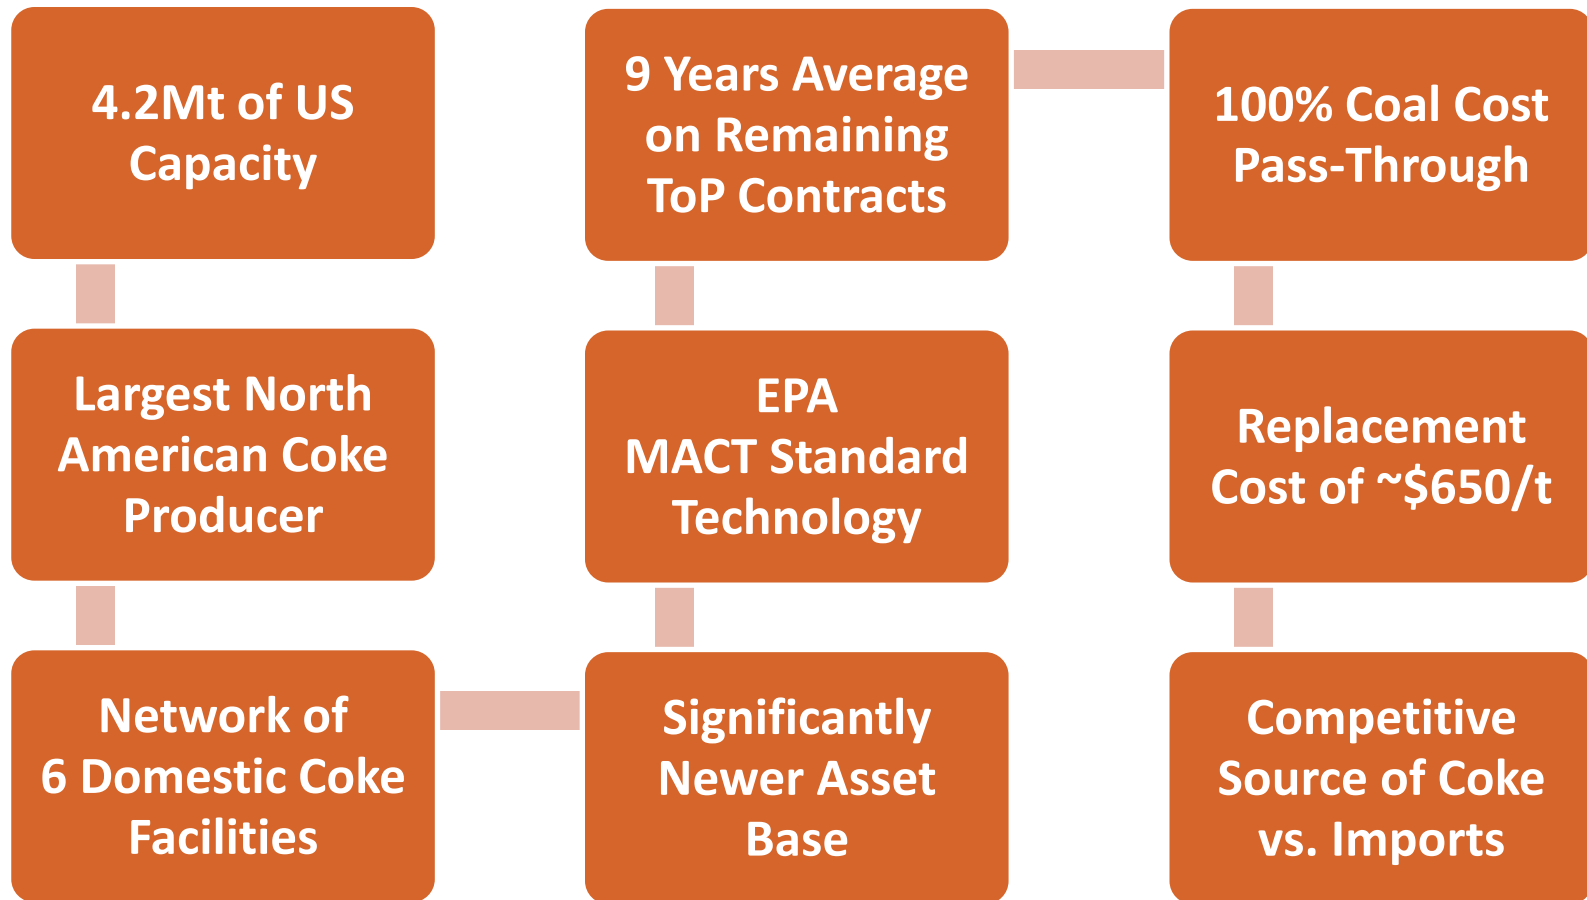 4.2Mt of US
Capacity
Largest North
American Coke
Producer
Network of
6 Domestic Coke
Facilities
Significantly
Newer Asset
Base
EPA
MACT Standard
Technology
9 Years Average
on Remaining
ToP Contracts
100% Coal Cost
Pass-Through
Replacement
Cost of ~$650/t
Competitive
Source of Coke
vs. Imports